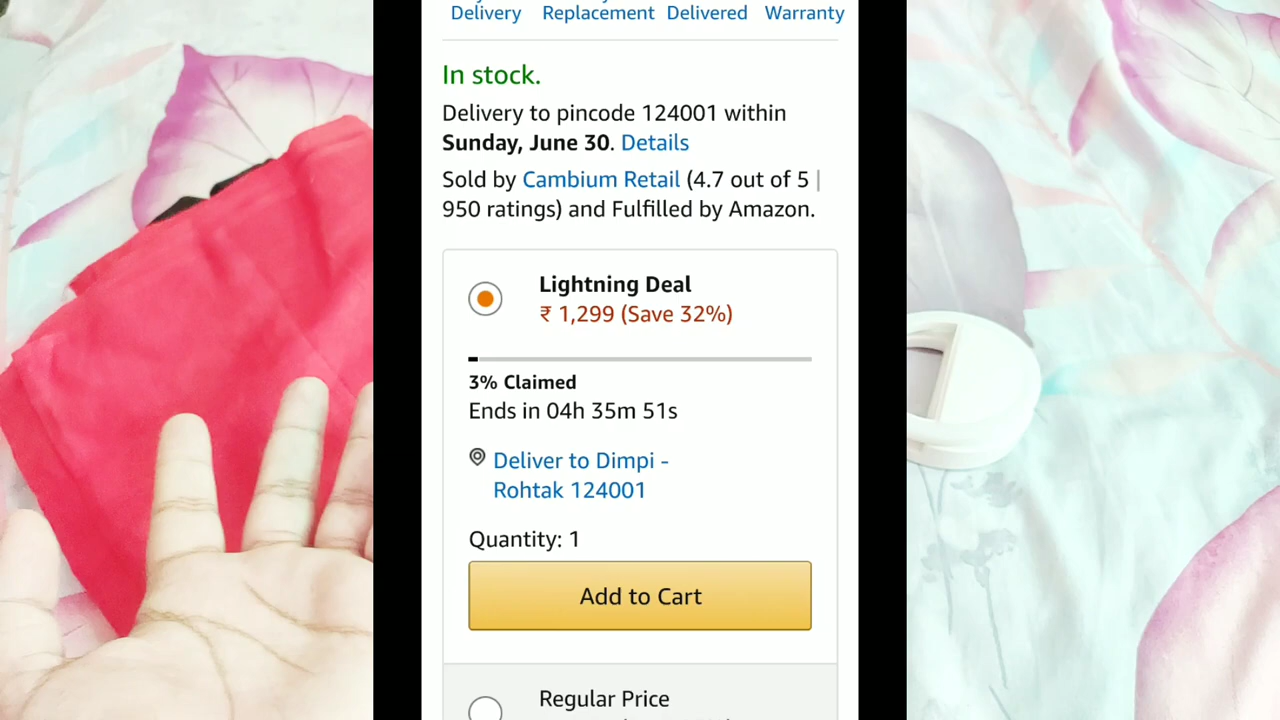 Delivery Replacement Delivered Warranty
In stock.
Delivery to pincode 124001 within
Sunday, June 30. Details
Sold by Cambium Retail (4.7 out of 5 |
950 ratings) and Fulfilled by Amazon.
Lightning Deal
₹ 1,299 (Save 32%)
3% Claimed
Ends in 04h 35m 51s
Deliver to Dimpi -
Rohtak 124001
Quantity: 1
Add to Cart
Regular Price